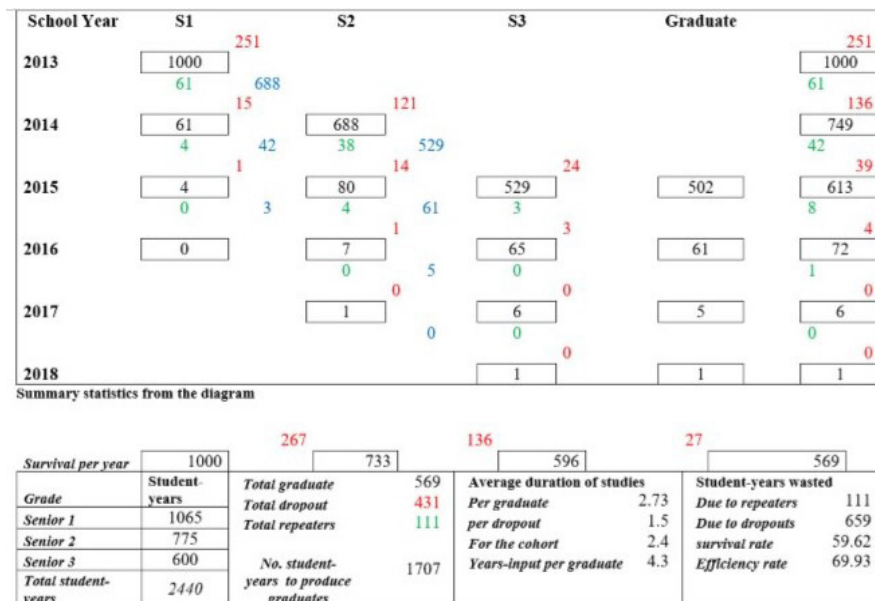 School Year S1 S2 S3 Graduate
251 251
2013 1000 1000
61 688 61
15 121 136
2014 61 688 749
4 42 38 529 42
1 14 24 39
2015 4 80 529 502 613
0 3 4 61 3 8
1 3 4
2016 0 7 65 61 72
0 5 0 1
0 0 0
2017 1 6 5 6
0 0 0
0 0
2018 1 1 1
Summary statistics from the diagram
267 136 27
Survival per year 1000 733 596 569
Grade Student-years Total graduate 569 Average duration of studies Student-years wasted
Total dropout 431 Per graduate 2.73 Due to repeaters 111
Senior 1 1065 Total repeaters 111 per dropout 1.5 Due to dropouts 659
Senior 2 775 For the cohort 2.4 survival rate 59.62
Senior 3 600 No. student- 1707 Years-input per graduate 4.3 Efficiency rate 69.93
Total student- 2440 years to produce
years graduates